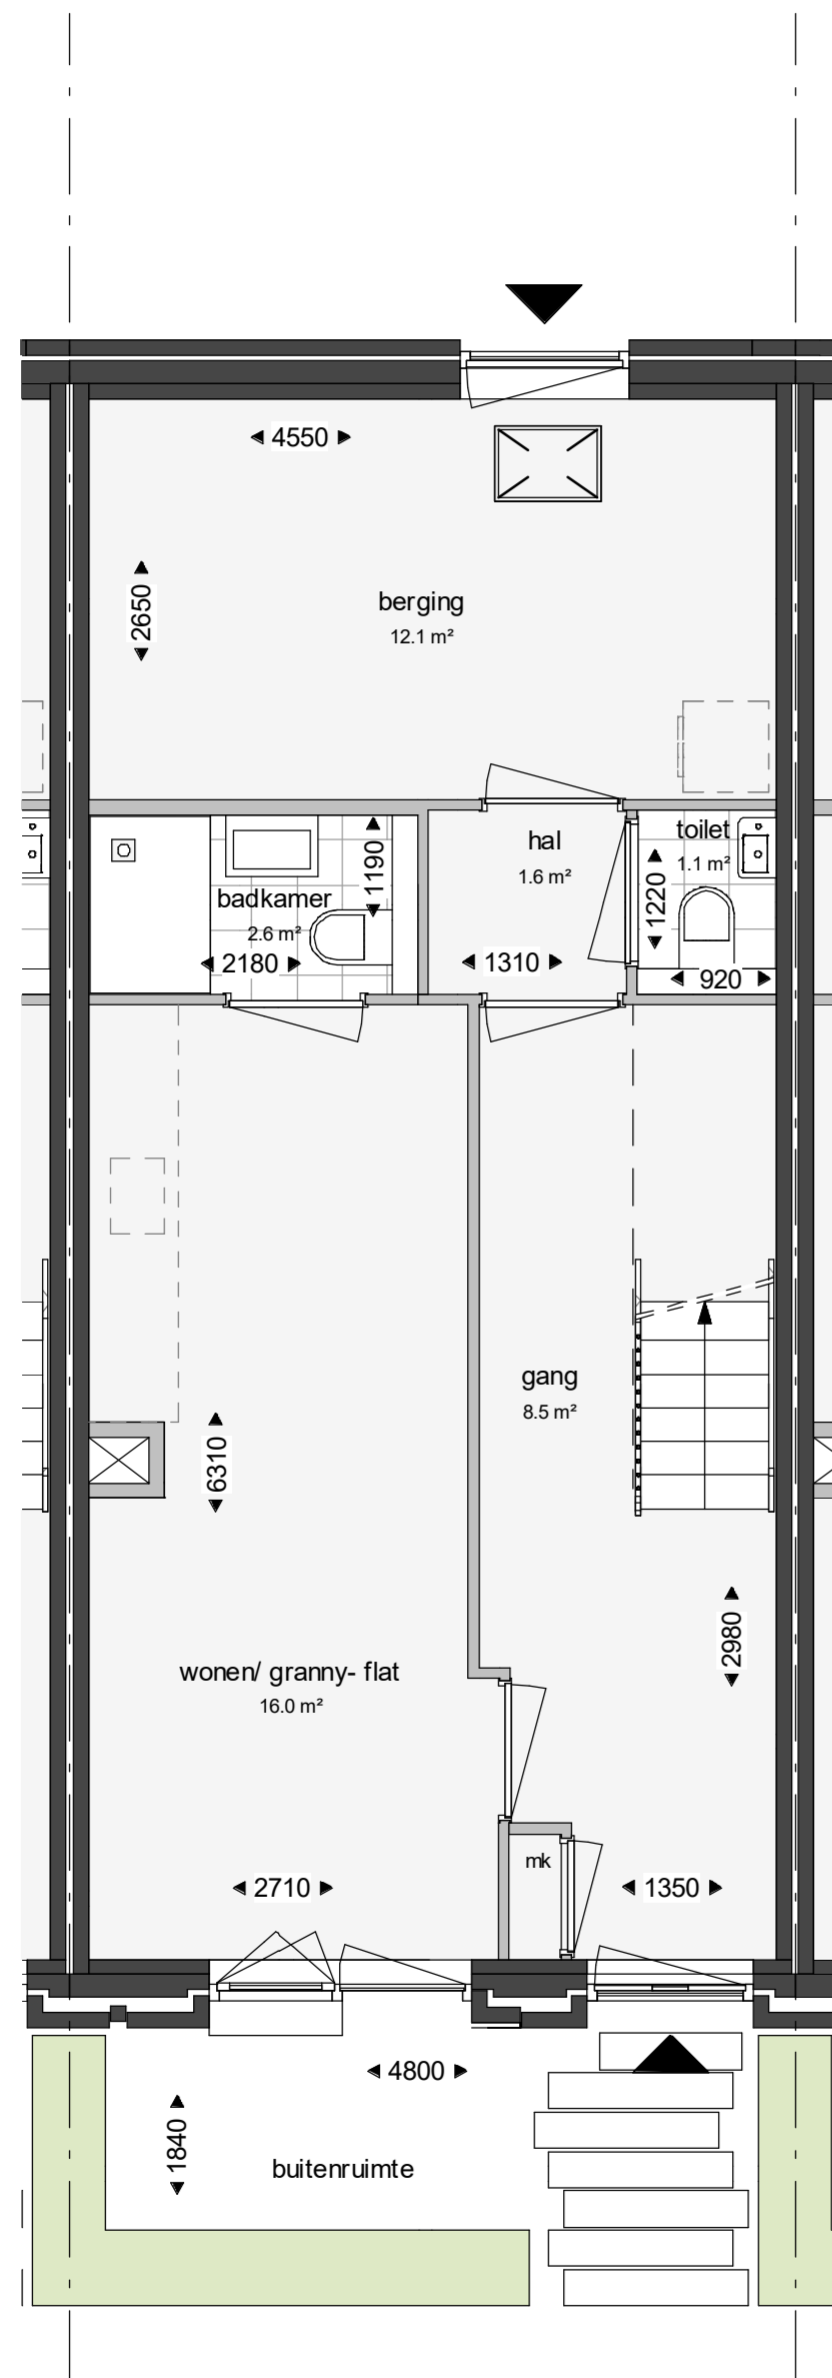 4550
2650
berging
12.1 m²
hal
1.6 m²
toilet
1.1 m²
1190
badkamer
2.6 m²
2180
1220
1310
920
gang
8.5 m²
6310
2980
wonen/ granny- flat
16.0 m²
mk
2710
1350
4800
1840
buitenruimte